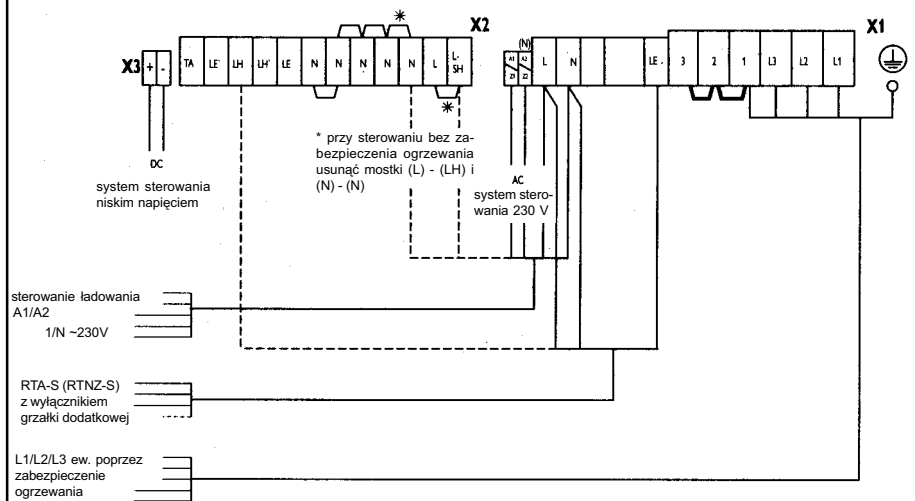 X1
X2
X3
+ -
TA LE' LH LH' LE N N N N N L L-SH
*
*
(N)
A1 A2
Z1 Z2
L N LE 3 2 1 L3 L2 L1
DC
system sterowania
niskim napięciem
* przy sterowaniu bez za-
bezpieczenia ogrzewania
usunąć mostki (L) - (LH) i
(N) - (N)
AC
system stero-
wania 230 V
sterowanie ładowania
A1/A2
1/N ~230V
RTA-S (RTNZ-S)
z wyłącznikiem
grzałki dodatkowej
L1/L2/L3 ew. poprzez
zabezpieczenie
ogrzewania